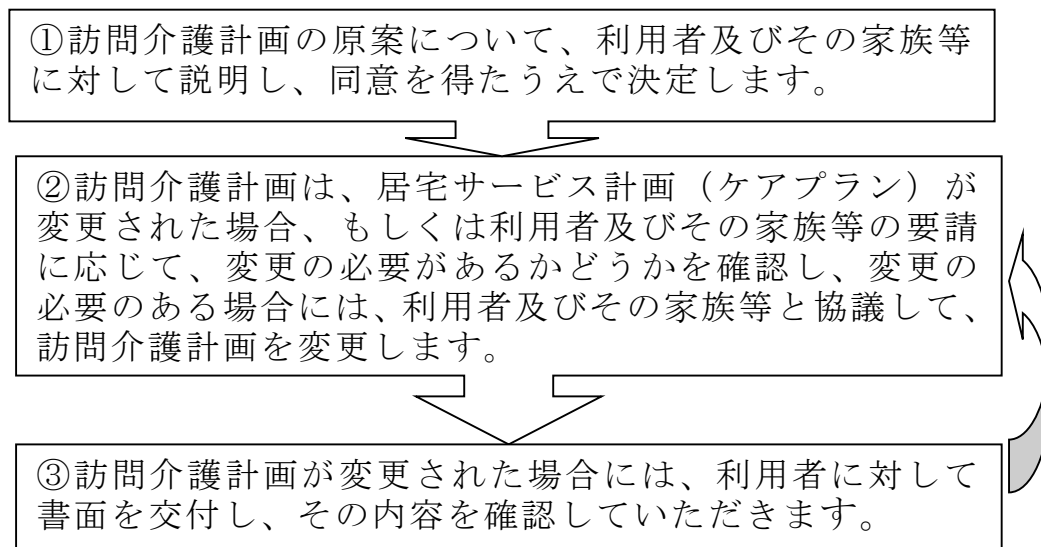 ①訪問介護計画の原案について、利用者及びその家族等
に対して説明し、同意を得たうえで決定します。
②訪問介護計画は、居宅サービス計画（ケアプラン）が
変更された場合、もしくは利用者及びその家族等の要請
に応じて、変更の必要があるかどうかを確認し、変更の
必要のある場合には、利用者及びその家族等と協議して、
訪問介護計画を変更します。
③訪問介護計画が変更された場合には、利用者に対して
書面を交付し、その内容を確認していただきます。